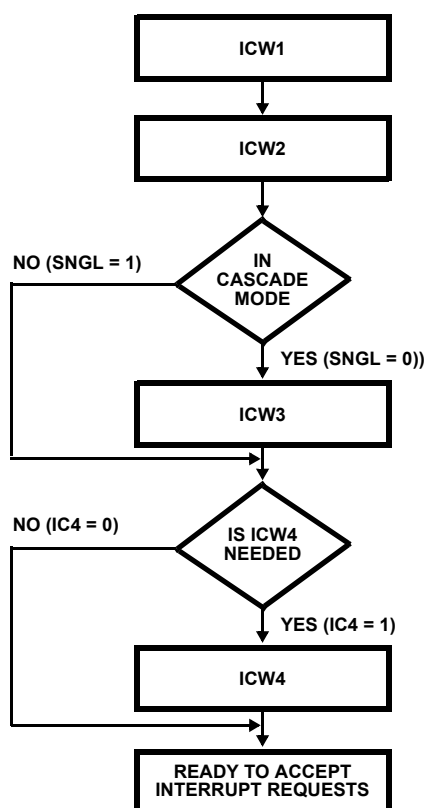 ICW1
ICW2
IN
CASCADE
MODE
NO (SNGL = 1)
YES (SNGL = 0))
ICW3
IS ICW4
NEEDED
NO (IC4 = 0)
YES (IC4 = 1)
ICW4
READY TO ACCEPT
INTERRUPT REQUESTS